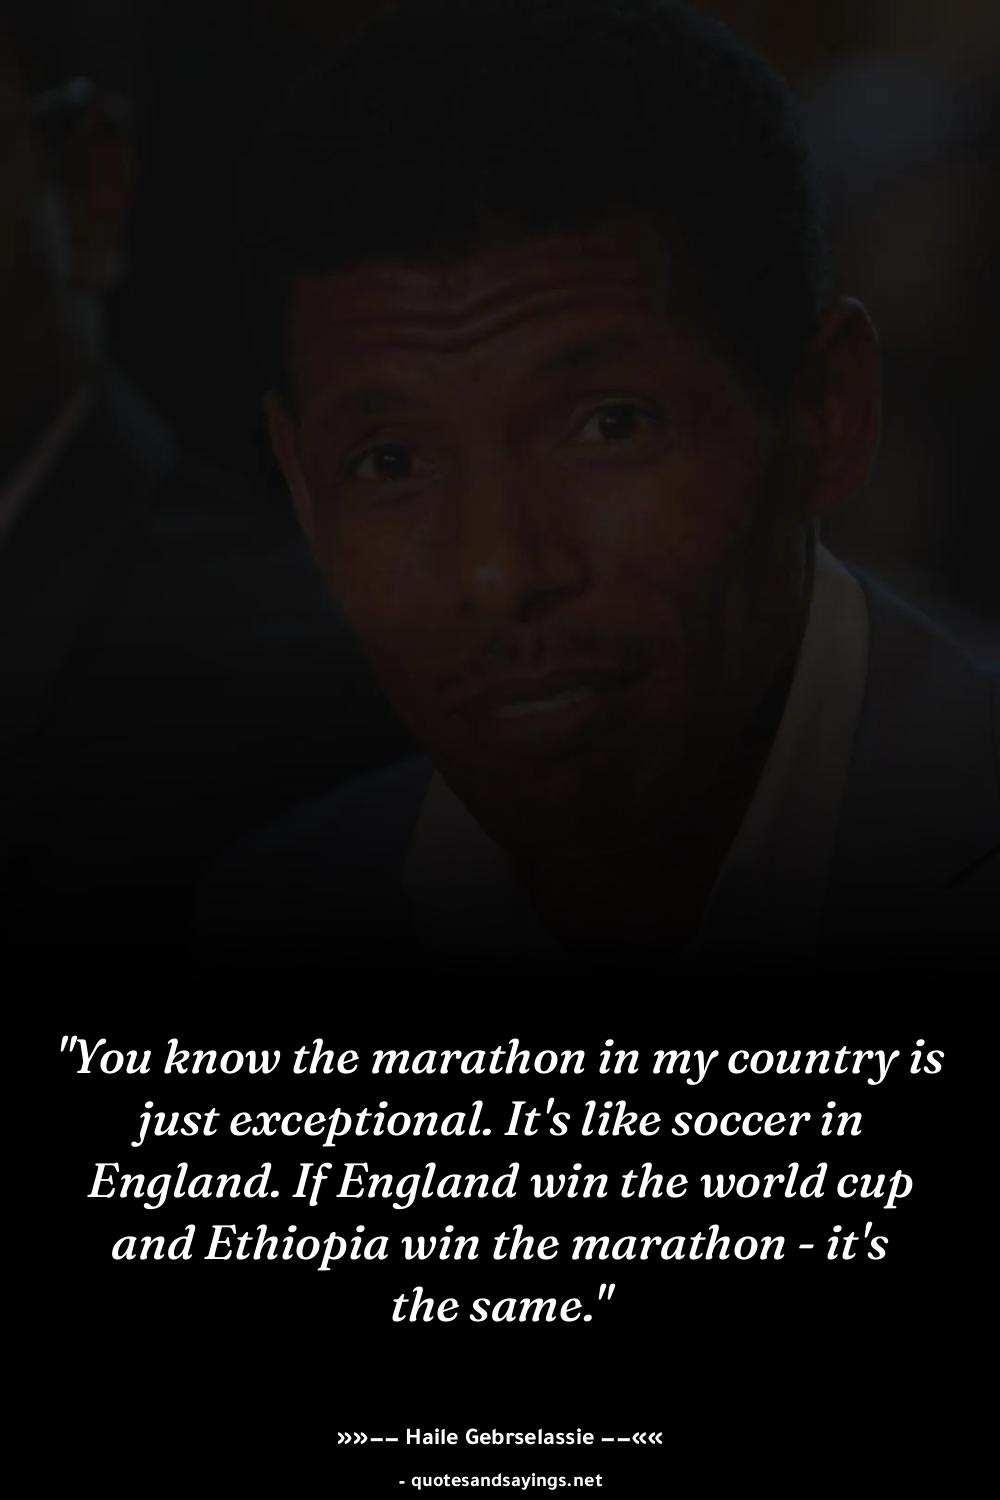 "You know the marathon in my country is
just exceptional. It's like soccer in
England. If England win the world cup
and Ethiopia win the marathon - it's
the same."
»»−− Haile Gebrselassie −−««
- quotesandsayings.net